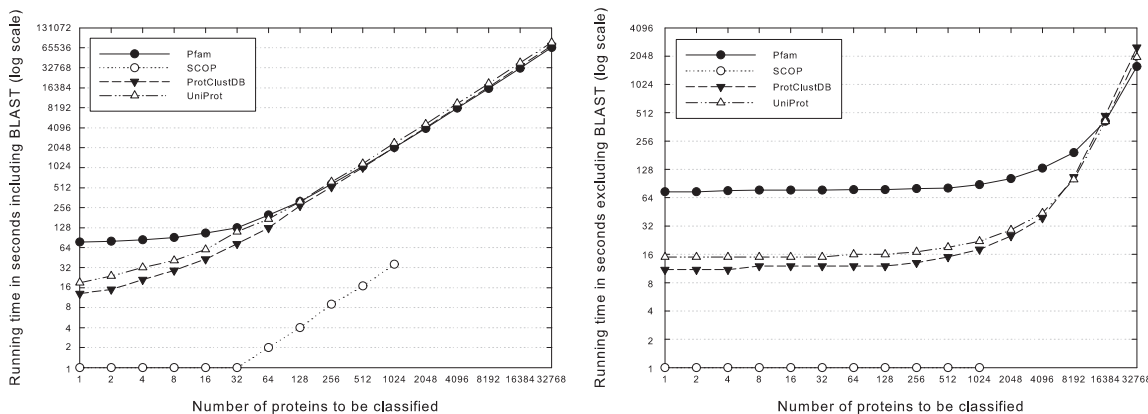 Running time in seconds including BLAST (log scale)
131072
65536
32768
16384
8192
4096
2048
1024
512
256
128
64
32
16
8
4
2
1
Pfam
SCOP
ProtClustDB
UniProt
1 2 4 8 16 32 64 128 256 512 1024 2048 4096 8192 16384 32768
Number of proteins to be classified
Running time in seconds excluding BLAST (log scale)
4096
2048
1024
512
256
128
64
32
16
8
4
2
1
Pfam
SCOP
ProtClustDB
UniProt
1 2 4 8 16 32 64 128 256 512 1024 2048 4096 8192 16384 32768
Number of proteins to be classified